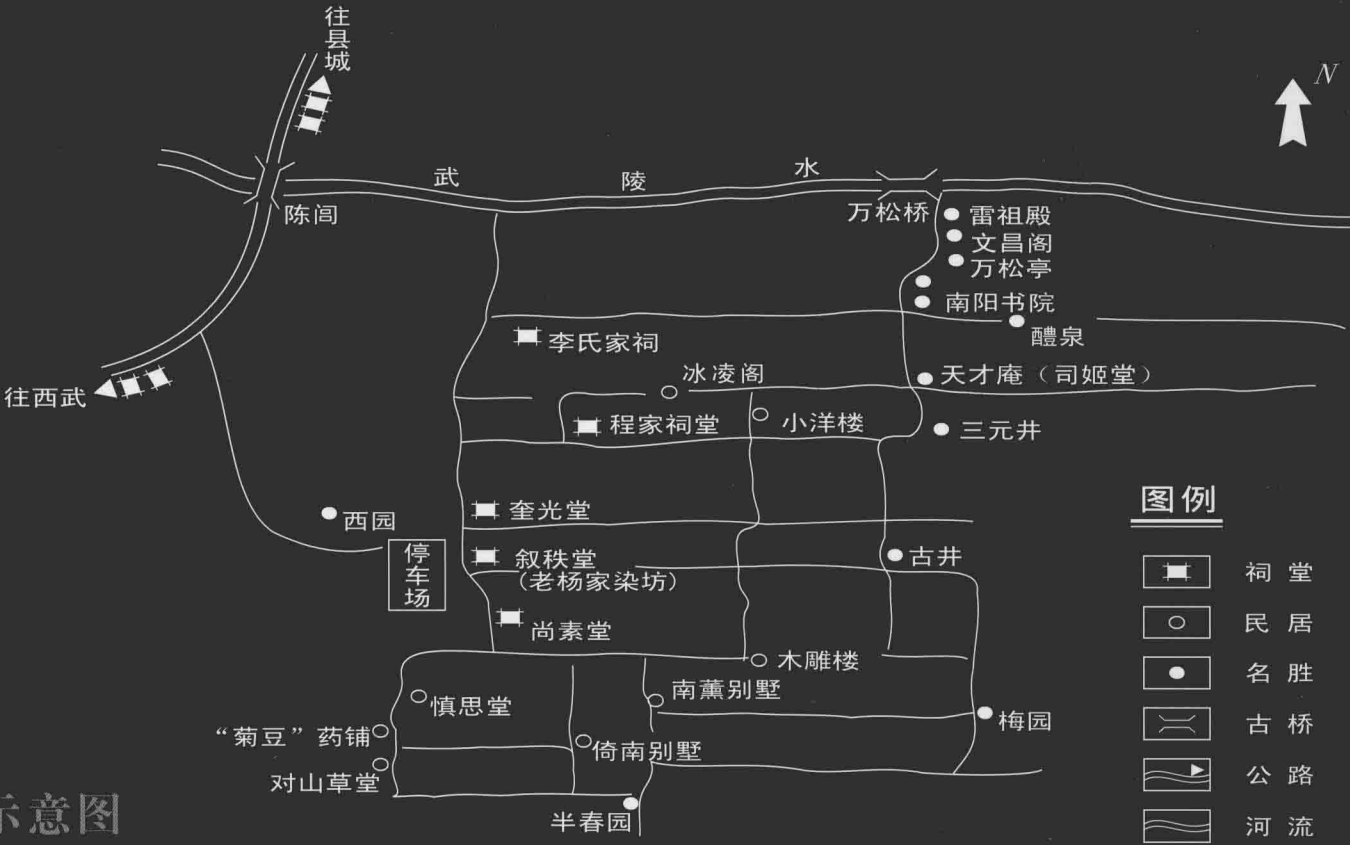 往县城
N
武陵水
陈闾
万松桥
雷祖殿
文昌阁
万松亭
南阳书院
李氏家祠
醴泉
冰凌阁
天才庵（司姬堂）
往西武
程家祠堂
小洋楼
三元井
奎光堂
西园
停车场
叙秩堂
（老杨家染坊）
古井
尚素堂
木雕楼
慎思堂
南薰别墅
“菊豆”药铺
倚南别墅
梅园
对山草堂
半春园
图例
祠堂
民居
名胜
古桥
公路
河流
示意图